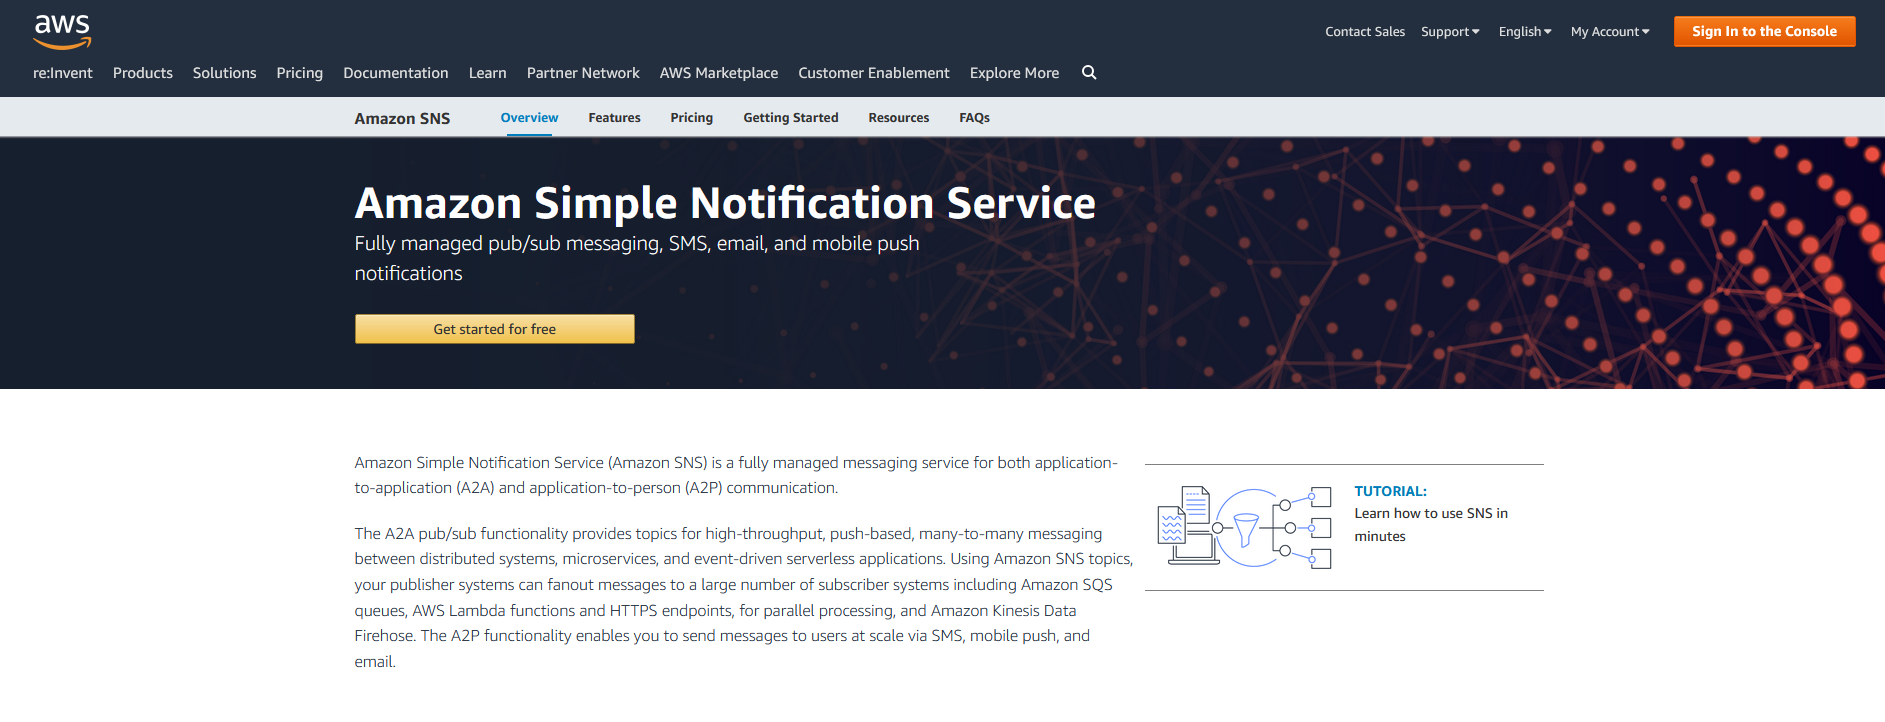 aws
Contact Sales Support English My Account Sign In to the Console
re:Invent Products Solutions Pricing Documentation Learn Partner Network AWS Marketplace Customer Enablement Explore More
Amazon SNS Overview Features Pricing Getting Started Resources FAQs
Amazon Simple Notification Service
Fully managed pub/sub messaging, SMS, email, and mobile push
notifications
Get started for free
Amazon Simple Notification Service (Amazon SNS) is a fully managed messaging service for both application-
to-application (A2A) and application-to-person (A2P) communication.
The A2A pub/sub functionality provides topics for high-throughput, push-based, many-to-many messaging
between distributed systems, microservices, and event-driven serverless applications. Using Amazon SNS topics,
your publisher systems can fanout messages to a large number of subscriber systems including Amazon SQS
queues, AWS Lambda functions and HTTPS endpoints, for parallel processing, and Amazon Kinesis Data
Firehose. The A2P functionality enables you to send messages to users at scale via SMS, mobile push, and
email.
TUTORIAL:
Learn how to use SNS in
minutes